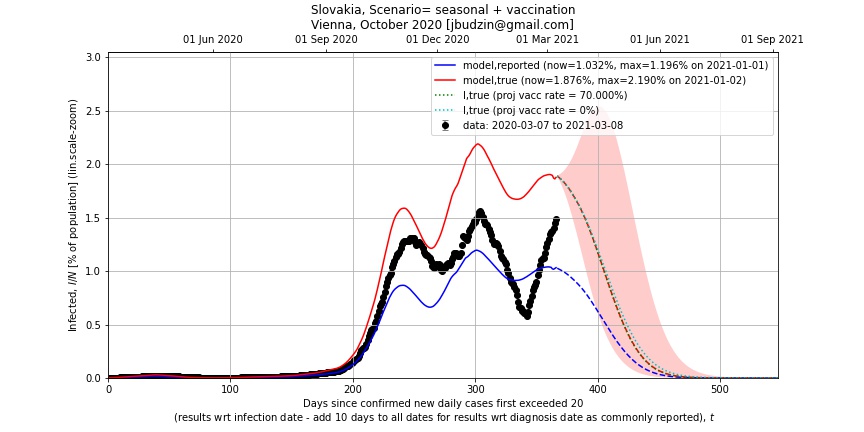 Slovakia, Scenario= seasonal + vaccination
Vienna, October 2020 [jbudzin@gmail.com]
01 Jun 2020 01 Sep 2020 01 Dec 2020 01 Mar 2021 01 Jun 2021 01 Sep 2021
model,reported (now=1.032%, max=1.196% on 2021-01-01)
model,true (now=1.876%, max=2.190% on 2021-01-02)
I,true (proj vacc rate = 70.000%)
I,true (proj vacc rate = 0%)
data: 2020-03-07 to 2021-03-08
Infected, I/N [% of population] (lin.scale-zoom)
3.0
2.5
2.0
1.5
1.0
0.5
0.0
0 100 200 300 400 500
Days since confirmed daily cases exceeded 20
(results wrt infection date - add 10 days to all dates for results wrt diagnosis date as commonly reported), t